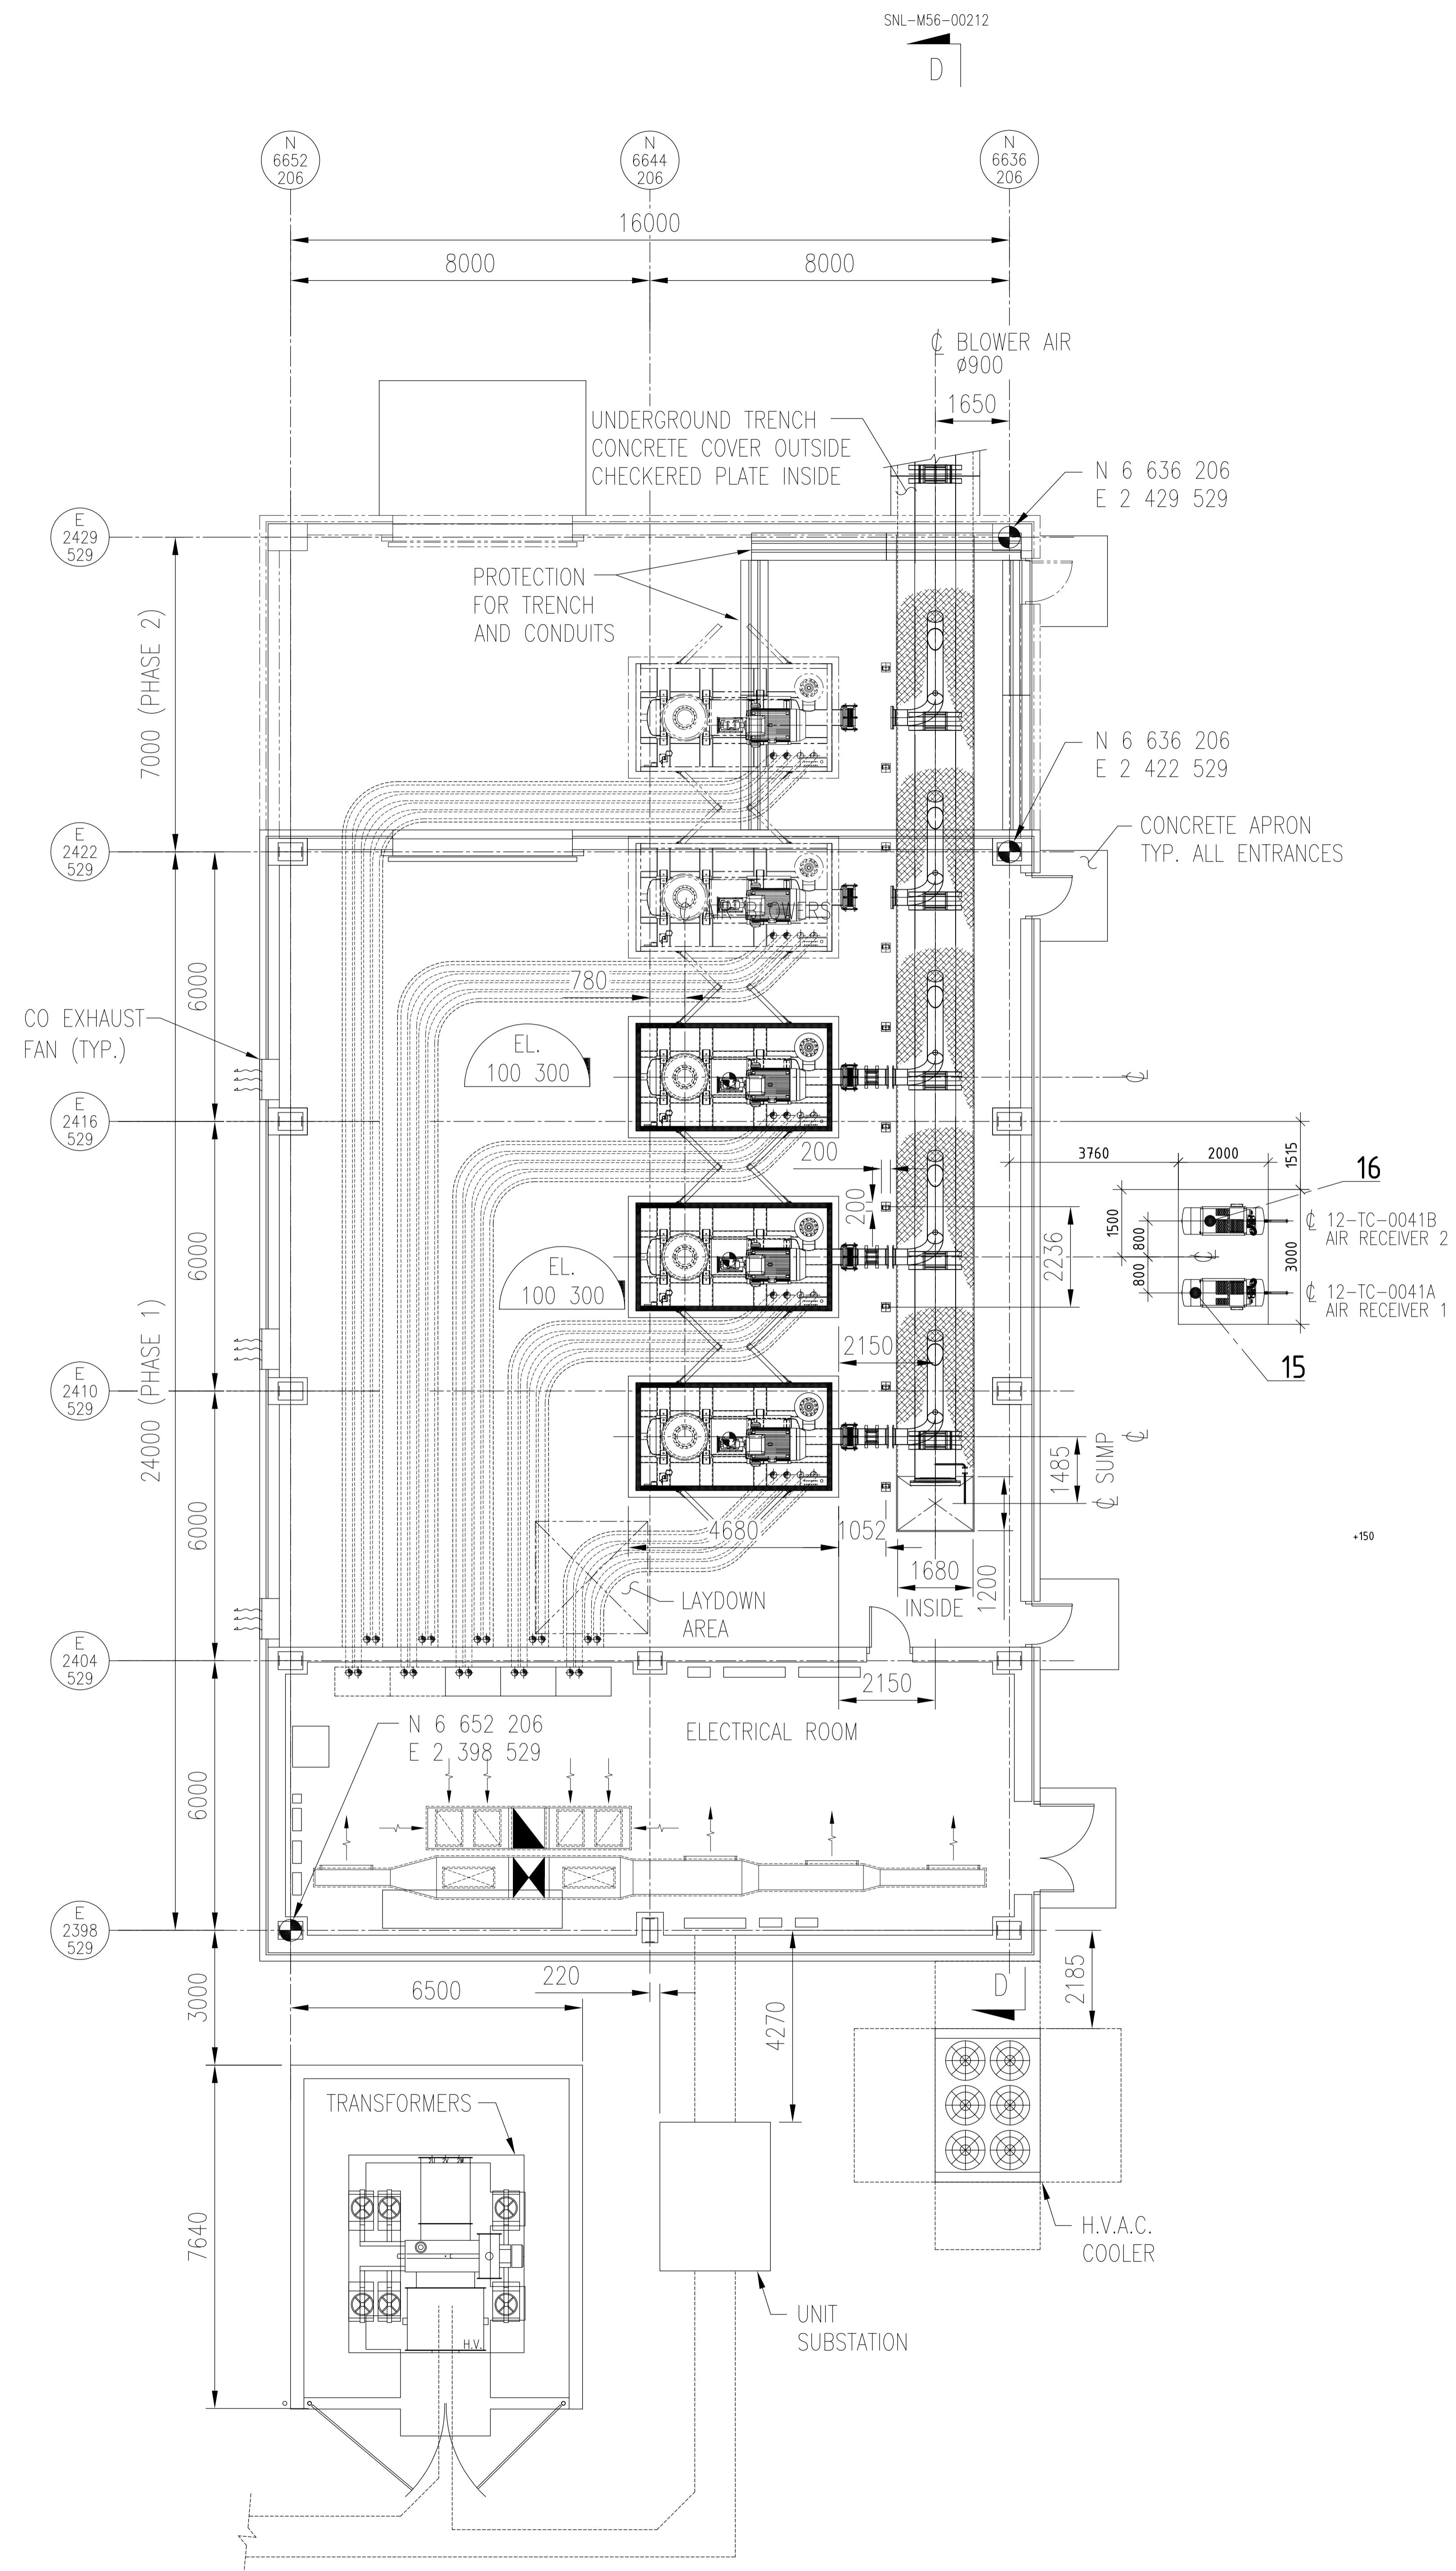 SNL-M56-00212
D
N
6652
206
N
6644
206
N
6636
206
16000
8000
8000
℄ BLOWER AIR
ø900
1650
UNDERGROUND TRENCH
CONCRETE COVER OUTSIDE
CHECKERED PLATE INSIDE
N 6 636 206
E 2 429 529
E
2429
529
PROTECTION
FOR TRENCH
AND CONDUITS
7000 (PHASE 2)
N 6 636 206
E 2 422 529
E
2422
529
CONCRETE APRON
TYP. ALL ENTRANCES
BLOWERS
6000
780
CO EXHAUST
FAN (TYP.)
EL.
100 300
℄
E
2416
529
200
3760
2000
1515
16
200
1500
800
℄ 12-TC-0041B
AIR RECEIVER 2
6000
2236
℄
3000
EL.
100 300
800
℄ 12-TC-0041A
AIR RECEIVER 1
24000 (PHASE 1)
2150
15
E
2410
529
1485
℄ SUMP
℄
6000
4680
1052
+150
1680
INSIDE
1200
LAYDOWN
AREA
E
2404
529
2150
N 6 652 206
E 2 398 529
ELECTRICAL ROOM
6000
E
2398
529
3000
6500
220
4270
D
2185
TRANSFORMERS
2U 2V 2W
7640
H.V.A.C.
COOLER
UNIT
SUBSTATION
H.V.